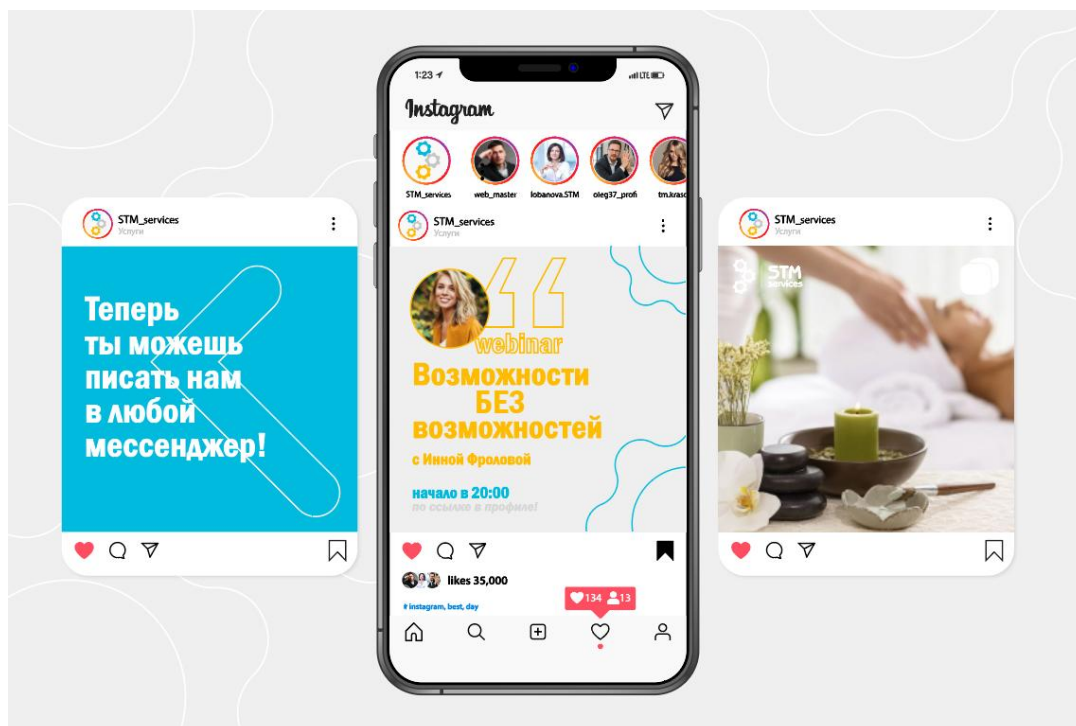 STM_services
Услуги
Теперь
ты можешь
писать нам
в любой
мессенджер!
1:23
LTE
Instagram
STM_services
web_master
lobanova.STM
oleg37_profi
tm.kraso
STM_services
Услуги
webinar
Возможности
БЕЗ
возможностей
с Инной Фроловой
начало в 20:00
по ссылке в профиле!
likes 35,000
# instagram, best, day
134 13
STM_services
Услуги
STM
services